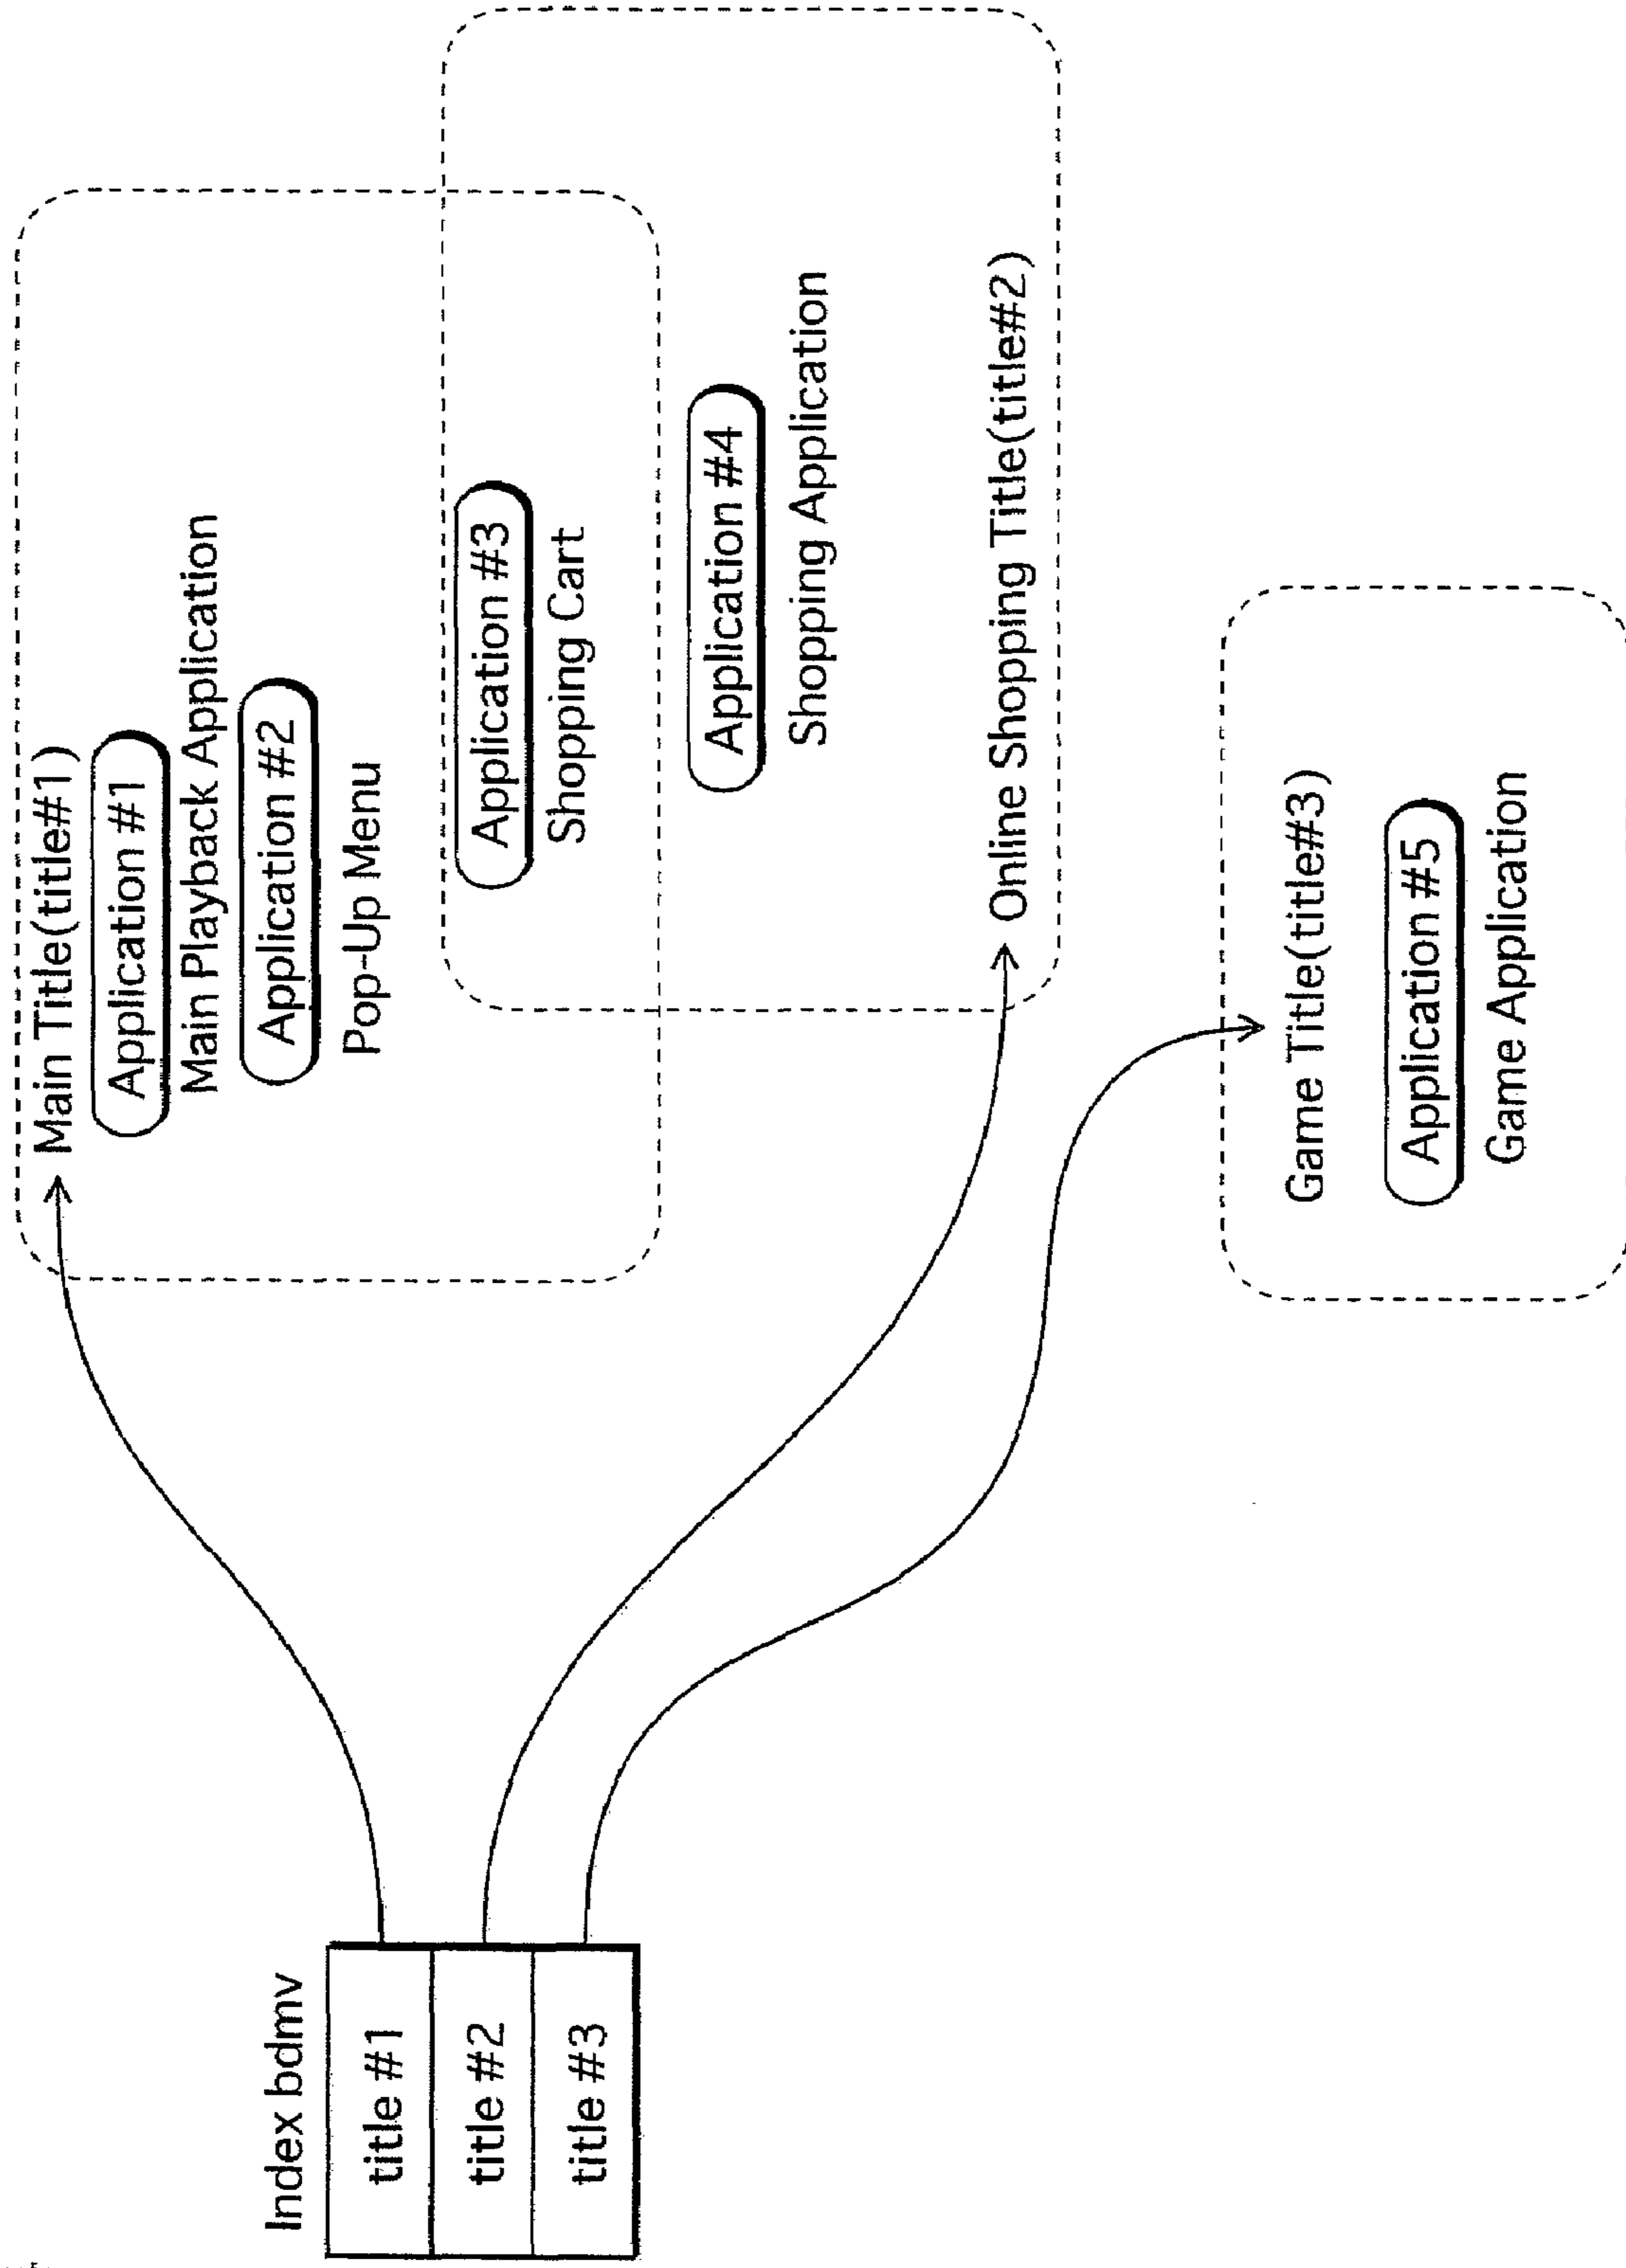 Index bdmv
title #1
title #2
title #3
Main Title(title#1)
Application #1
Main Playback Application
Application #2
Pop-Up Menu
Application #3
Shopping Cart
Application #4
Shopping Application
Online Shopping Title(title#2)
Game Title(title#3)
Application #5
Game Application